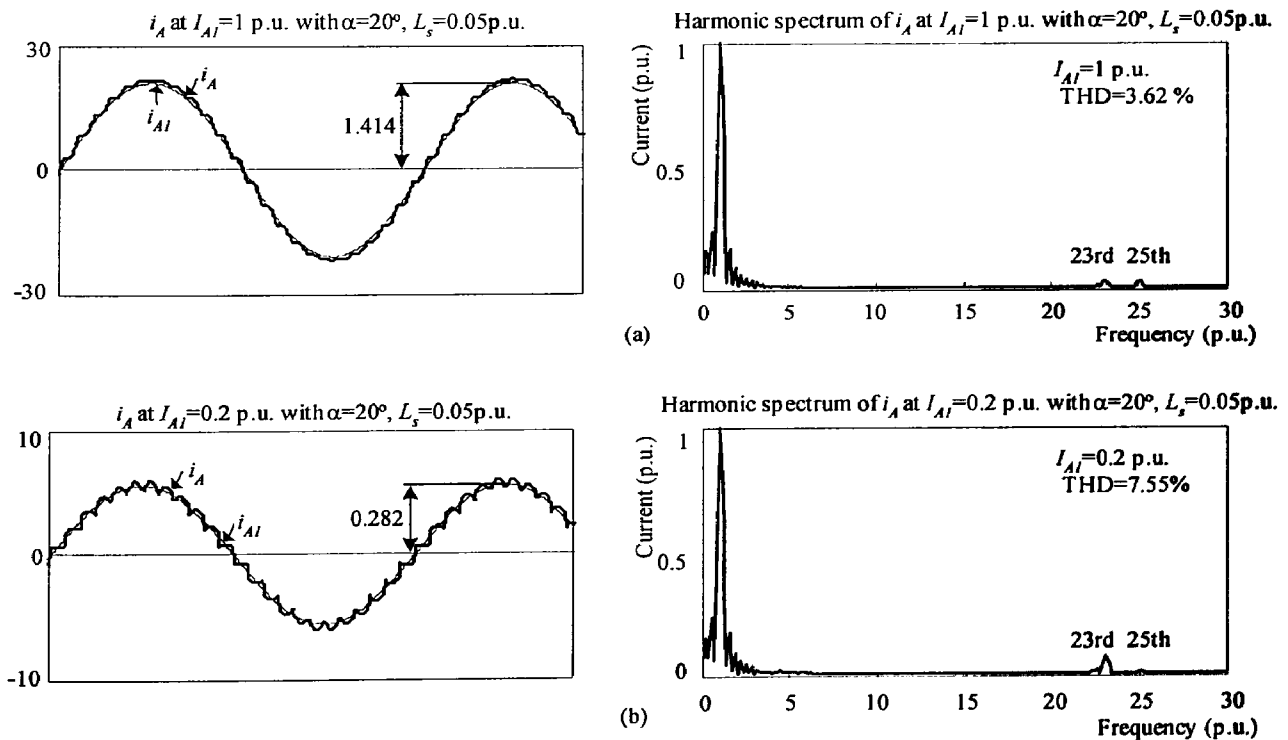 i_A at I_A1=1 p.u. with α=20°, L_s=0.05p.u.
30
0
-30
i_A
i_A1
1.414
Harmonic spectrum of i_A at I_A1=1 p.u. with α=20°, L_s=0.05p.u.
Current (p.u.)
1
0.5
0
I_A1=1 p.u.
THD=3.62 %
23rd 25th
0 5 10 15 20 25 30
Frequency (p.u.)
(a)
i_A at I_A1=0.2 p.u. with α=20°, L_s=0.05p.u.
10
0
-10
i_A
i_A1
0.282
Harmonic spectrum of i_A at I_A1=0.2 p.u. with α=20°, L_s=0.05p.u.
Current (p.u.)
1
0.5
0
I_A1=0.2 p.u.
THD=7.55%
23rd 25th
0 5 10 15 20 25 30
Frequency (p.u.)
(b)